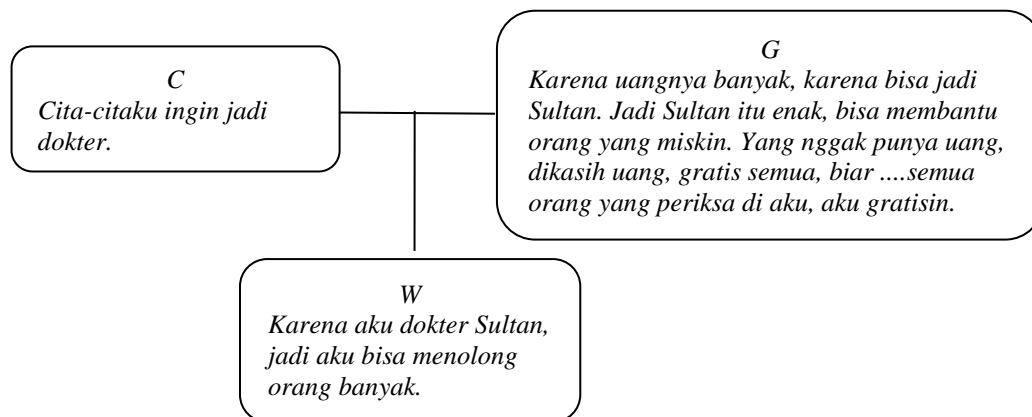 C
Cita-citaku ingin jadi
dokter.
G
Karena uangnya banyak, karena bisa jadi
Sultan. Jadi Sultan itu enak, bisa membantu
orang yang miskin. Yang nggak punya uang,
dikasih uang, gratis semua, biar ....semua
orang yang periksa di aku, aku gratisin.
W
Karena aku dokter Sultan,
jadi aku bisa menolong
orang banyak.